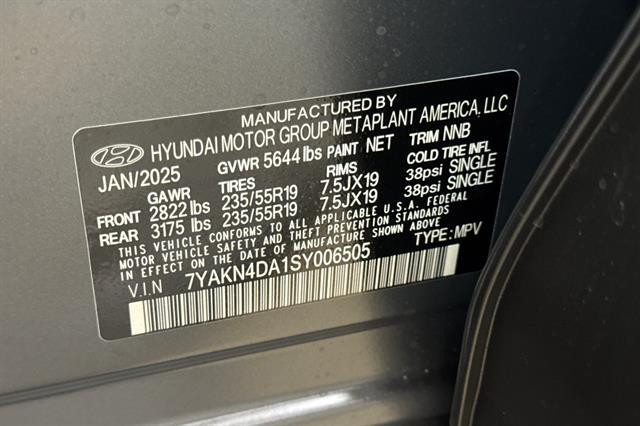 MANUFACTURED BY
HYUNDAI MOTOR GROUP METAPLANT AMERICA, LLC
JAN/2025 GVWR 5644 lbs PAINT NET TRIM NNB
GAWR TIRES RIMS COLD TIRE INFL
FRONT 2822 lbs 235/55R19 7.5JX19 38psi SINGLE
REAR 3175 lbs 235/55R19 7.5JX19 38psi SINGLE
THIS VEHICLE CONFORMS TO ALL APPLICABLE U.S.A. FEDERAL
MOTOR VEHICLE SAFETY AND THEFT PREVENTION STANDARDS
IN EFFECT ON THE DATE OF MANUFACTURE SHOWN ABOVE
V.I.N 7YAKN4DA1SY006505 TYPE: MPV